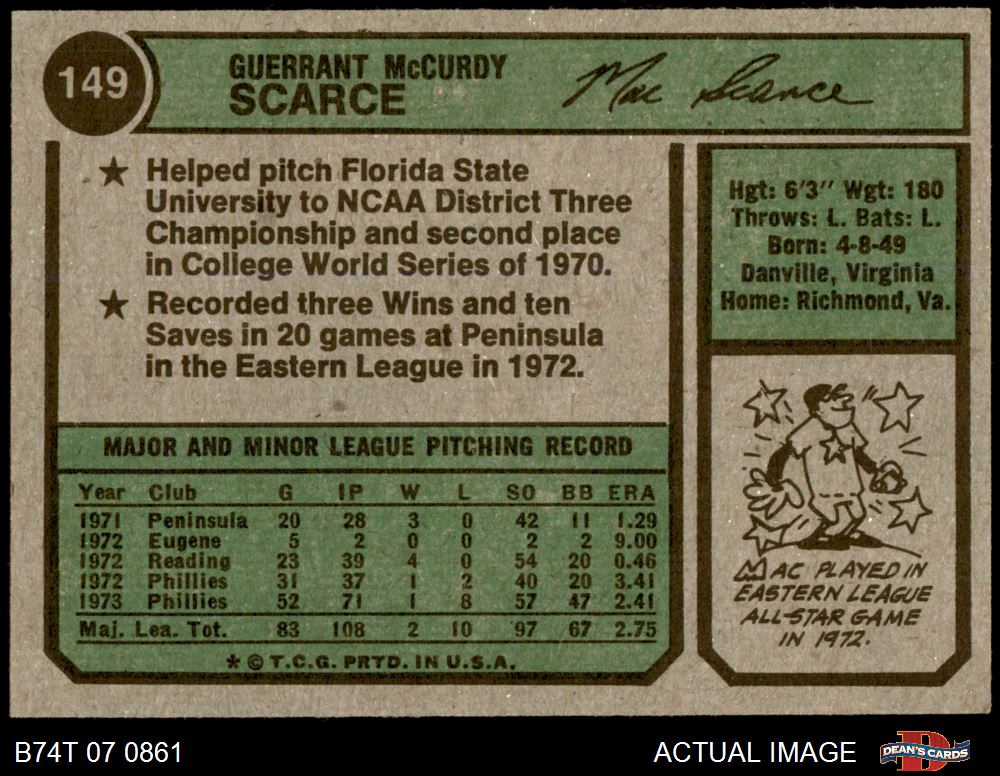 149
GUERRANT McCURDY
SCARCE
Mac Scarce
★ Helped pitch Florida State
University to NCAA District Three
Championship and second place
in College World Series of 1970.
★ Recorded three Wins and ten
Saves in 20 games at Peninsula
in the Eastern League in 1972.
Hgt: 6'3" Wgt: 180
Throws: L. Bats: L.
Born: 4-8-49
Danville, Virginia
Home: Richmond, Va.
MAJOR AND MINOR LEAGUE PITCHING RECORD
Year Club G IP W L SO BB ERA
1971 Peninsula 20 28 3 0 42 11 1.29
1972 Eugene 5 2 0 0 2 2 9.00
1972 Reading 23 39 4 0 54 20 0.46
1972 Phillies 31 37 1 2 40 20 3.41
1973 Phillies 52 71 1 8 57 47 2.41
Maj. Lea. Tot. 83 108 2 10 97 67 2.75
* © T.C.G. PRTD. IN U.S.A.
MAC PLAYED IN
EASTERN LEAGUE
ALL-STAR GAME
IN 1972.
B74T 07 0861
ACTUAL IMAGE
D
DEAN'S CARDS